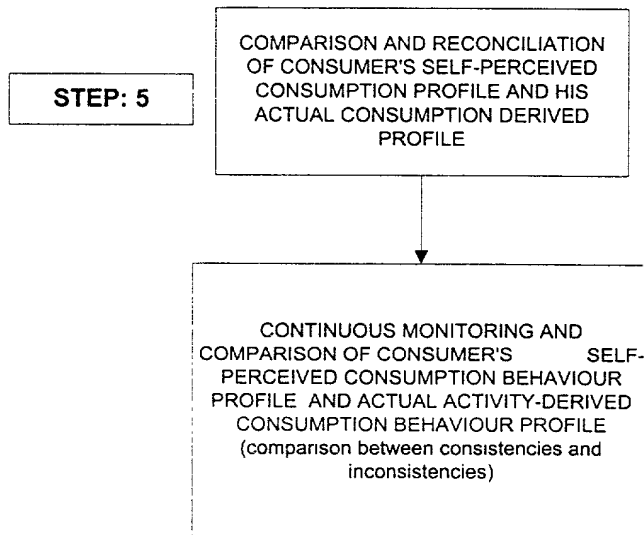 COMPARISON AND RECONCILIATION
OF CONSUMER'S SELF-PERCEIVED
CONSUMPTION PROFILE AND HIS
ACTUAL CONSUMPTION DERIVED
PROFILE
STEP: 5
CONTINUOUS MONITORING AND
COMPARISON OF CONSUMER'S SELF-
PERCEIVED CONSUMPTION BEHAVIOUR
PROFILE AND ACTUAL ACTIVITY-DERIVED
CONSUMPTION BEHAVIOUR PROFILE
(comparison between consistencies and
inconsistencies)